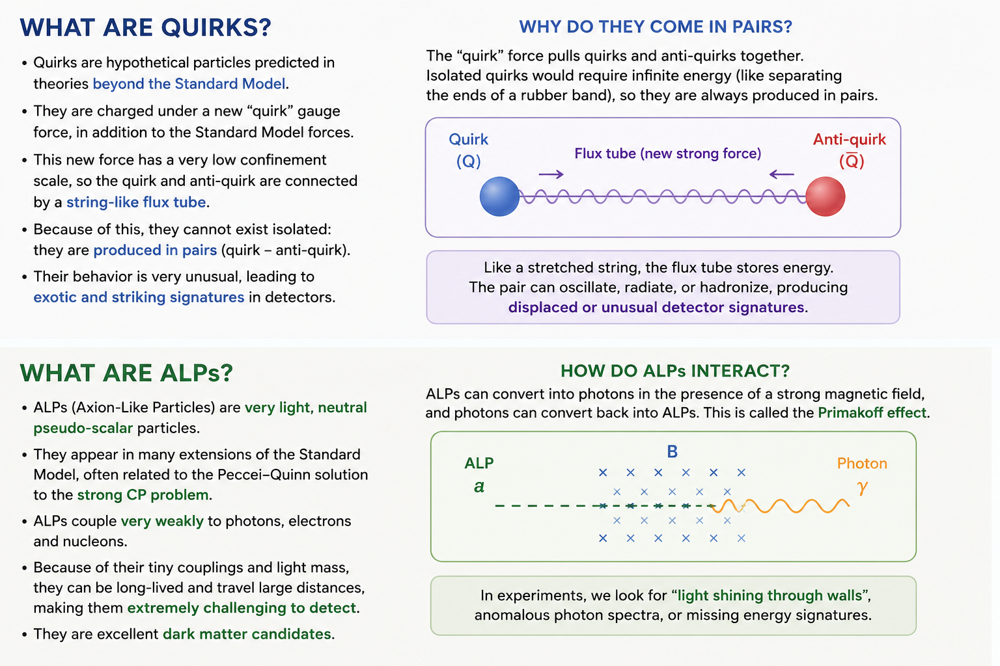 WHAT ARE QUIRKS?
• Quirks are hypothetical particles predicted in
theories beyond the Standard Model.
• They are charged under a new “quirk” gauge
force, in addition to the Standard Model forces.
• This new force has a very low confinement
scale, so the quirk and anti-quirk are connected
by a string-like flux tube.
• Because of this, they cannot exist isolated:
they are produced in pairs (quirk – anti-quirk).
• Their behavior is very unusual, leading to
exotic and striking signatures in detectors.
WHY DO THEY COME IN PAIRS?
The “quirk” force pulls quirks and anti-quirks together.
Isolated quirks would require infinite energy (like separating
the ends of a rubber band), so they are always produced in pairs.
Quirk
(Q)
Flux tube (new strong force)
Anti-quirk
(Q̅)
Like a stretched string, the flux tube stores energy.
The pair can oscillate, radiate, or hadronize, producing
displaced or unusual detector signatures.
WHAT ARE ALPs?
• ALPs (Axion-Like Particles) are very light, neutral
pseudo-scalar particles.
• They appear in many extensions of the Standard
Model, often related to the Peccei–Quinn solution
to the strong CP problem.
• ALPs couple very weakly to photons, electrons
and nucleons.
• Because of their tiny couplings and light mass,
they can be long-lived and travel large distances,
making them extremely challenging to detect.
• They are excellent dark matter candidates.
HOW DO ALPs INTERACT?
ALPs can convert into photons in the presence of a strong magnetic field,
and photons can convert back into ALPs. This is called the Primakoff effect.
ALP
a
B
Photon
γ
In experiments, we look for “light shining through walls”,
anomalous photon spectra, or missing energy signatures.